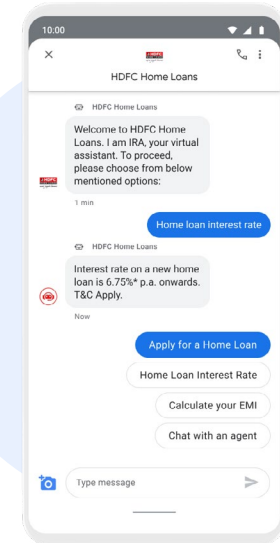 10:00
HDFC Home Loans
HDFC Home Loans
Welcome to HDFC Home
Loans. I am IRA, your virtual
assistant. To proceed,
please choose from below
mentioned options:
1 min
Home loan interest rate
HDFC Home Loans
Interest rate on a new home
loan is 6.75%* p.a. onwards.
T&C Apply.
Now
Apply for a Home Loan
Home Loan Interest Rate
Calculate your EMI
Chat with an agent
Type message